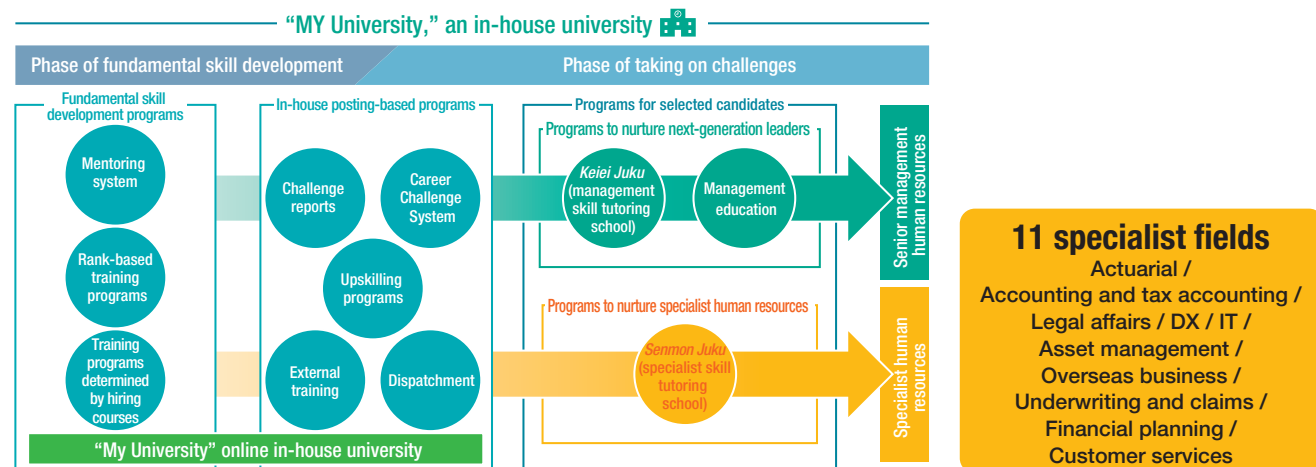 “MY University,” an in-house university
Phase of fundamental skill development
Phase of taking on challenges
Fundamental skill
development programs
Mentoring
system
Rank-based
training
programs
Training
programs
determined
by hiring
courses
In-house posting-based programs
Challenge
reports
Career
Challenge
System
Upskilling
programs
External
training
Dispatchment
“My University” online in-house university
Programs for selected candidates
Programs to nurture next-generation leaders
Keiei Juku
(management
skill tutoring
school)
Management
education
Programs to nurture specialist human resources
Senmon Juku
(specialist skill
tutoring
school)
Senior management
human resources
Specialist human
resources
11 specialist fields
Actuarial /
Accounting and tax accounting /
Legal affairs / DX / IT /
Asset management /
Overseas business /
Underwriting and claims /
Financial planning /
Customer services